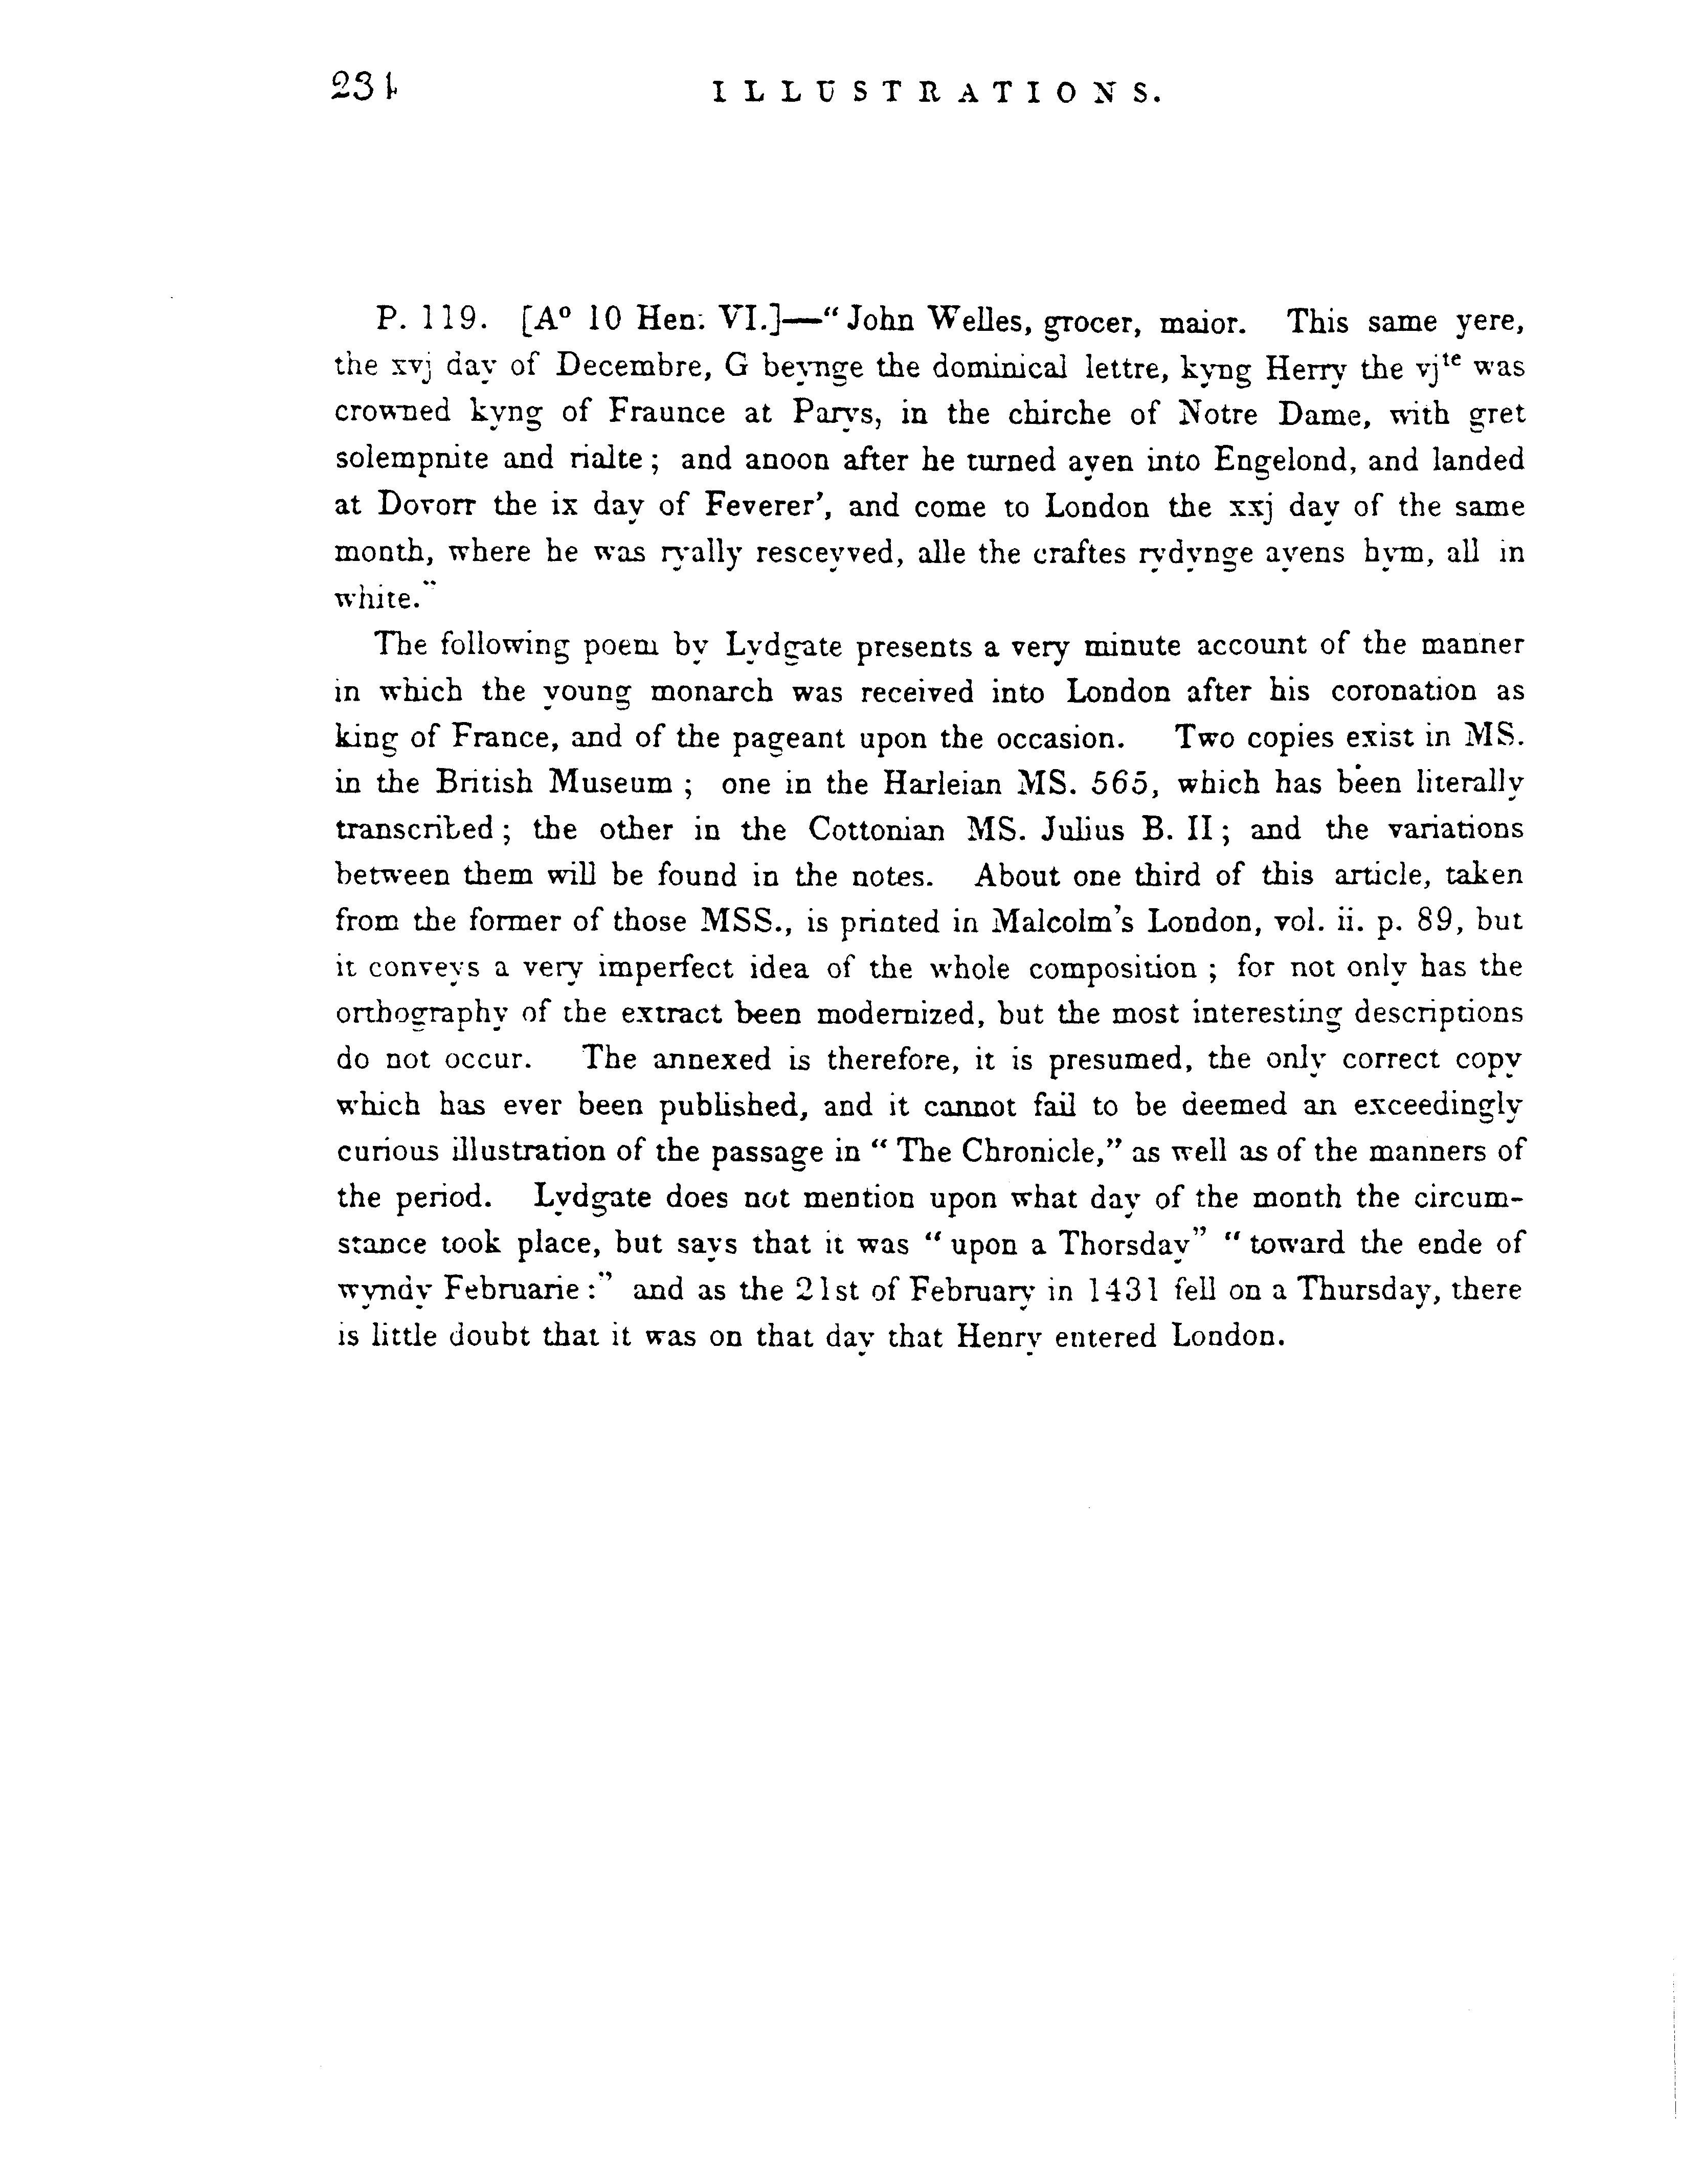 234 ILLUSTRATIONS.
P. 119. [Aº 10 Hen. VI.]—“John Welles, grocer, maior. This same yere,
the xvj day of Decembre, G beynge the dominical lettre, kyng Herry the vjte was
crowned kyng of Fraunce at Parys, in the chirche of Notre Dame, with gret
solempnite and rialte; and anoon after he turned ayen into Engelond, and landed
at Dovorr the ix day of Feverer’, and come to London the xxj day of the same
month, where he was ryally resceyved, alle the craftes rydynge ayens hym, all in
white.”
The following poem by Lydgate presents a very minute account of the manner
in which the young monarch was received into London after his coronation as
king of France, and of the pageant upon the occasion. Two copies exist in MS.
in the British Museum; one in the Harleian MS. 565, which has been literally
transcribed; the other in the Cottonian MS. Julius B. II; and the variations
between them will be found in the notes. About one third of this article, taken
from the former of those MSS., is printed in Malcolm’s London, vol. ii. p. 89, but
it conveys a very imperfect idea of the whole composition; for not only has the
orthography of the extract been modernized, but the most interesting descriptions
do not occur. The annexed is therefore, it is presumed, the only correct copy
which has ever been published, and it cannot fail to be deemed an exceedingly
curious illustration of the passage in “The Chronicle,” as well as of the manners of
the period. Lydgate does not mention upon what day of the month the circum-
stance took place, but says that it was “upon a Thorsday” “toward the ende of
wyndy Februarie:” and as the 21st of February in 1431 fell on a Thursday, there
is little doubt that it was on that day that Henry entered London.